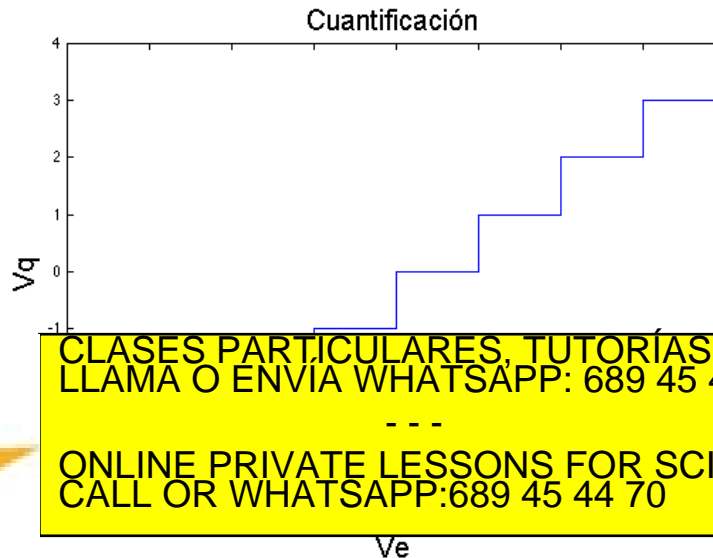 Cuantificación
4
3
2
1
0
-1
Vq
CLASES PARTICULARES, TUTORÍAS
LLAMA O ENVÍA WHATSAPP: 689 45 4
- - -
ONLINE PRIVATE LESSONS FOR SCI
CALL OR WHATSAPP:689 45 44 70
Ve